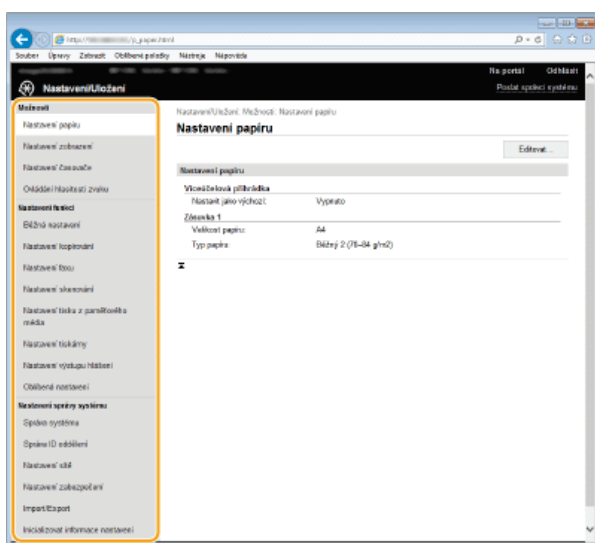 http://
/p_paper.html
Soubor Úpravy Zobrazit Oblíbené položky Nástroje Nápověda
Na portál Odhlásit
Nastavení/Uložení
Poslat správci systému
Možnosti
Nastavení papíru
Nastavení zobrazení
Nastavení časovače
Ovládání hlasitosti zvuku
Nastavení funkcí
Běžná nastavení
Nastavení kopírování
Nastavení faxu
Nastavení skenování
Nastavení tisku z paměťového
média
Nastavení tiskárny
Nastavení výstupu hlášení
Oblíbená nastavení
Nastavení správy systému
Správa systému
Správa ID oddělení
Nastavení sítě
Nastavení zabezpečení
Import/Export
Inicializovat informace nastavení
Nastavení/Uložení: Možnosti: Nastavení papíru
Nastavení papíru
Editovat...
Nastavení papíru
Víceúčelová přihrádka
Nastavit jako výchozí: Vypnuto
Zásuvka 1
Velikost papíru: A4
Typ papíru: Běžný 2 (70–84 g/m2)